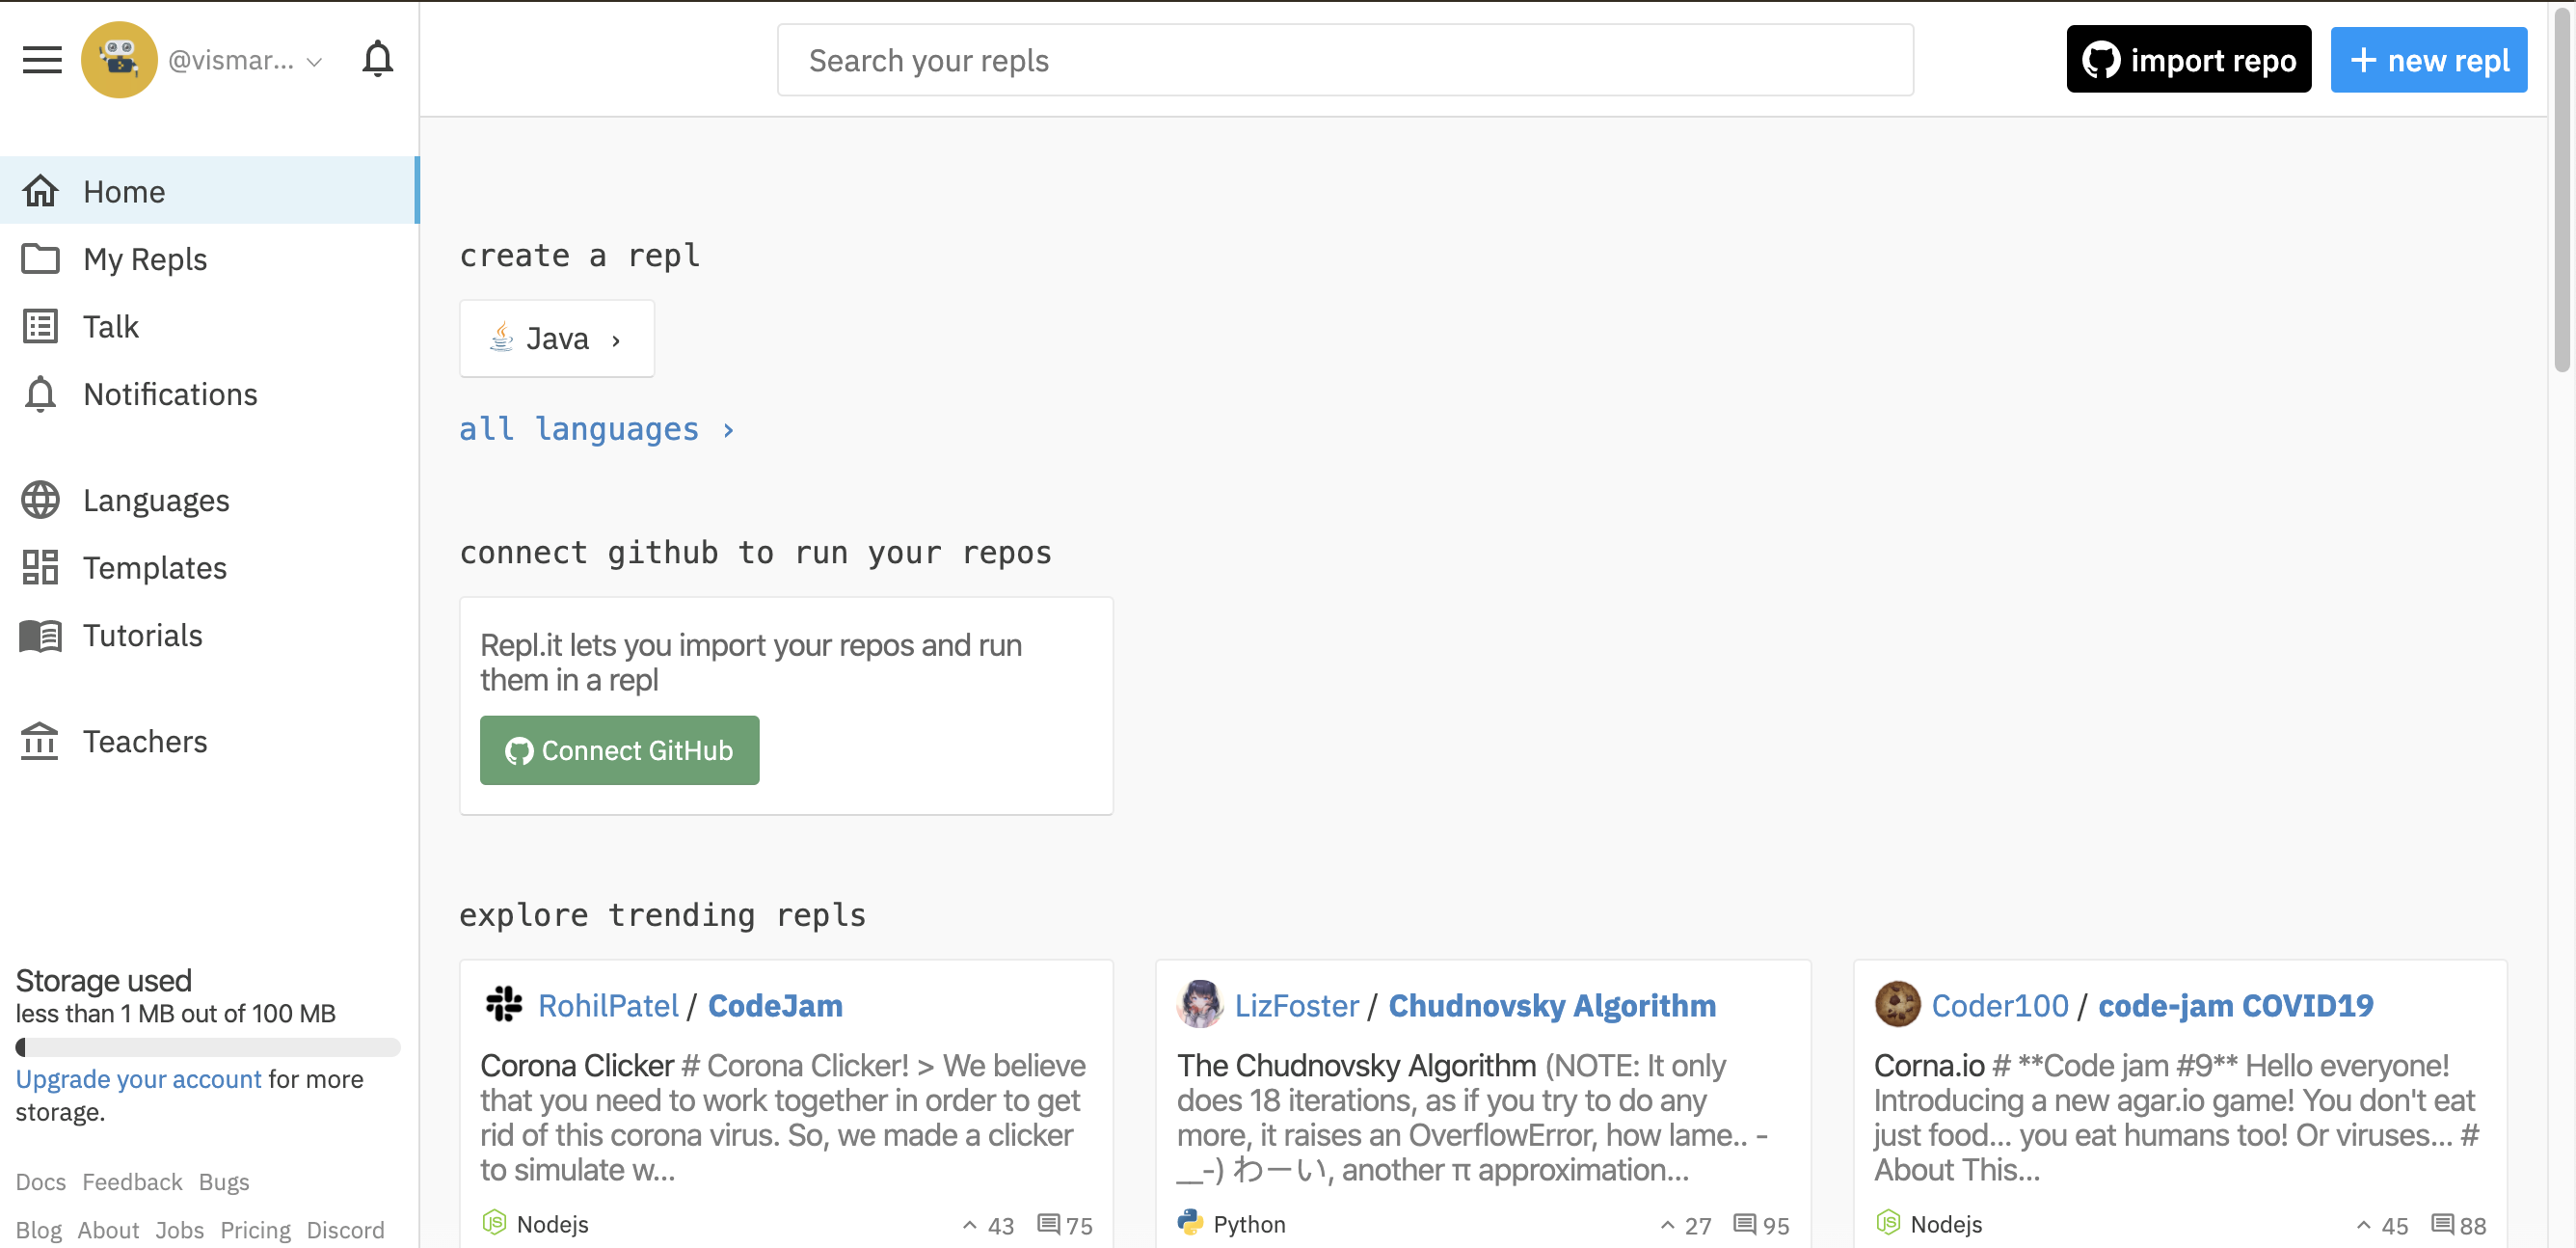 @vismar...
Search your repls
import repo
+ new repl
Home
My Repls
Talk
Notifications
Languages
Templates
Tutorials
Teachers
Storage used
less than 1 MB out of 100 MB
Upgrade your account for more
storage.
Docs Feedback Bugs
Blog About Jobs Pricing Discord
create a repl
Java ›
all languages ›
connect github to run your repos
Repl.it lets you import your repos and run
them in a repl
Connect GitHub
explore trending repls
RohilPatel / CodeJam
Corona Clicker # Corona Clicker! > We believe
that you need to work together in order to get
rid of this corona virus. So, we made a clicker
to simulate w...
Nodejs
43 75
LizFoster / Chudnovsky Algorithm
The Chudnovsky Algorithm (NOTE: It only
does 18 iterations, as if you try to do any
more, it raises an OverflowError, how lame.. -
__-) わーい, another π approximation...
Python
27 95
Coder100 / code-jam COVID19
Corna.io # **Code jam #9** Hello everyone!
Introducing a new agar.io game! You don't eat
just food... you eat humans too! Or viruses... #
About This...
Nodejs
45 88